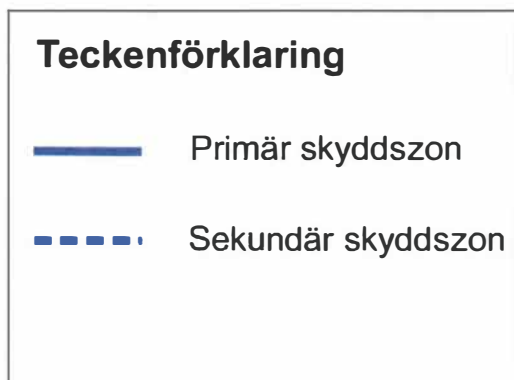 Teckenförklaring
Primär skyddszon
Sekundär skyddszon